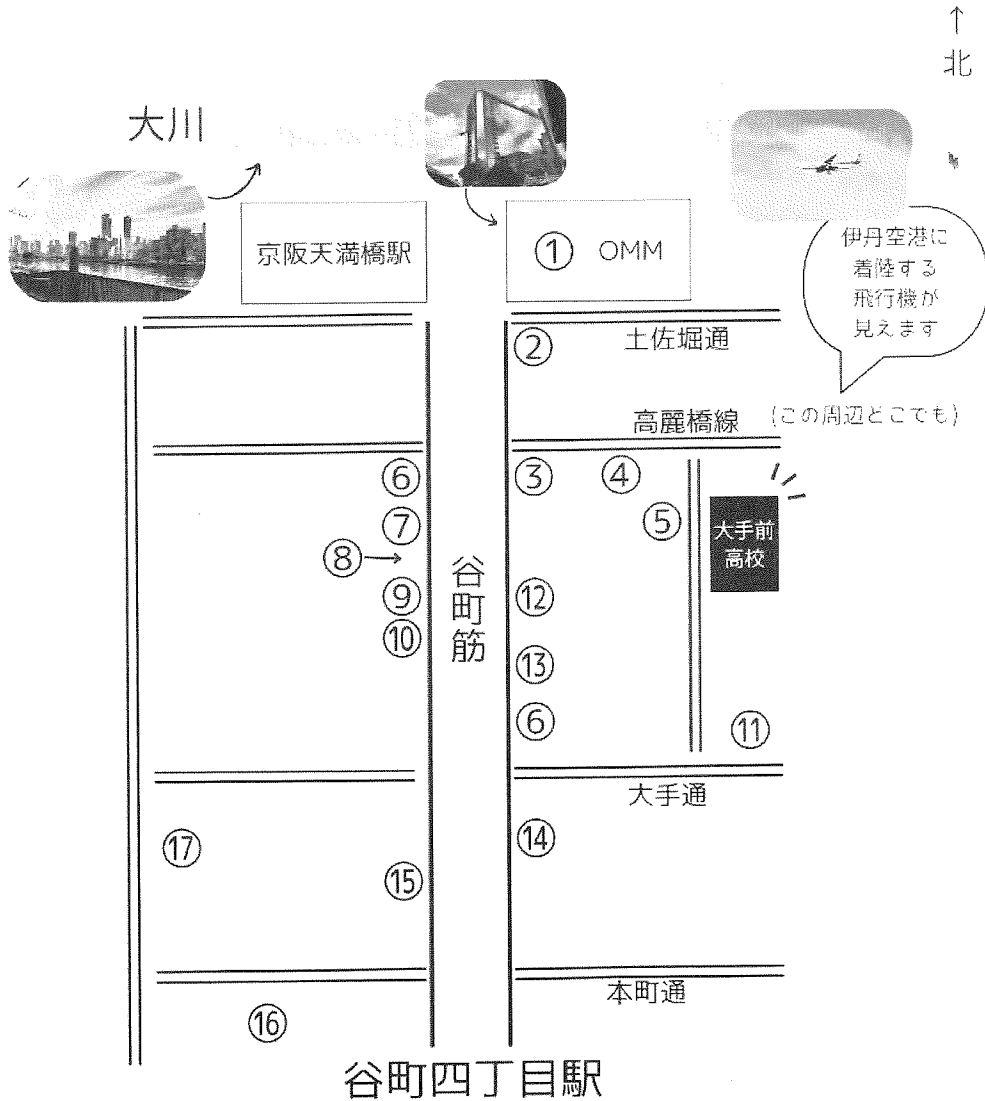 ↑
北
大川
京阪天満橋駅
① OMM
伊丹空港に
着陸する
飛行機が
見えます
②
土佐堀通
高麗橋線
(この周辺どこでも)
⑥
③
④
⑦
⑤
大手前
高校
⑧→
谷町筋
⑨
⑫
⑩
⑬
⑥
⑪
大手通
⑰
⑭
⑮
本町通
⑯
谷町四丁目駅